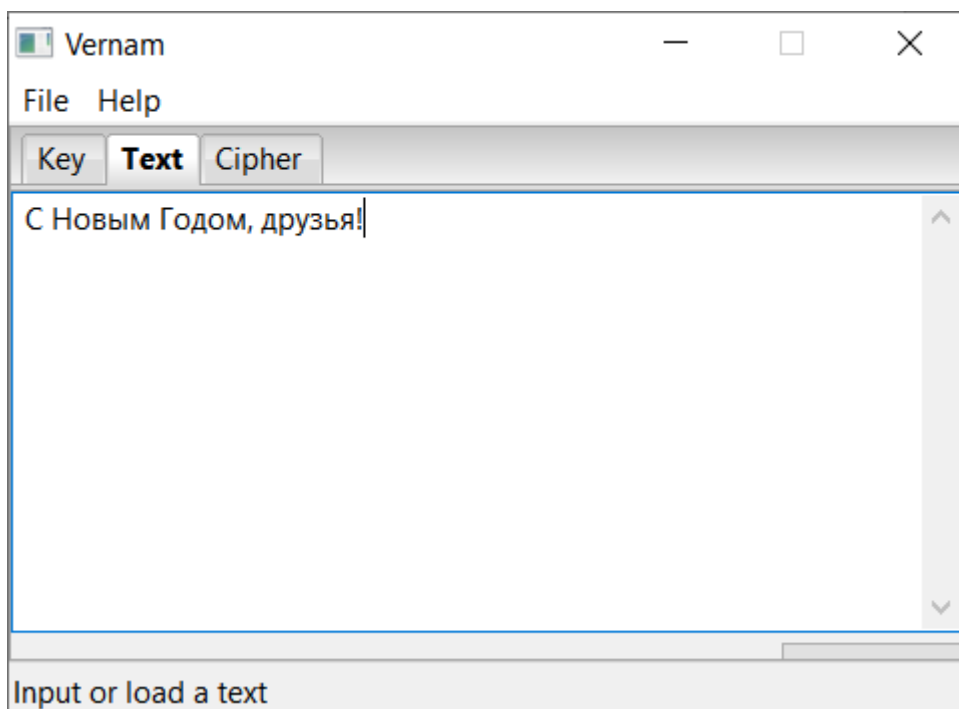 Vernam
File Help
Key Text Cipher
С Новым Годом, друзья!
Input or load a text